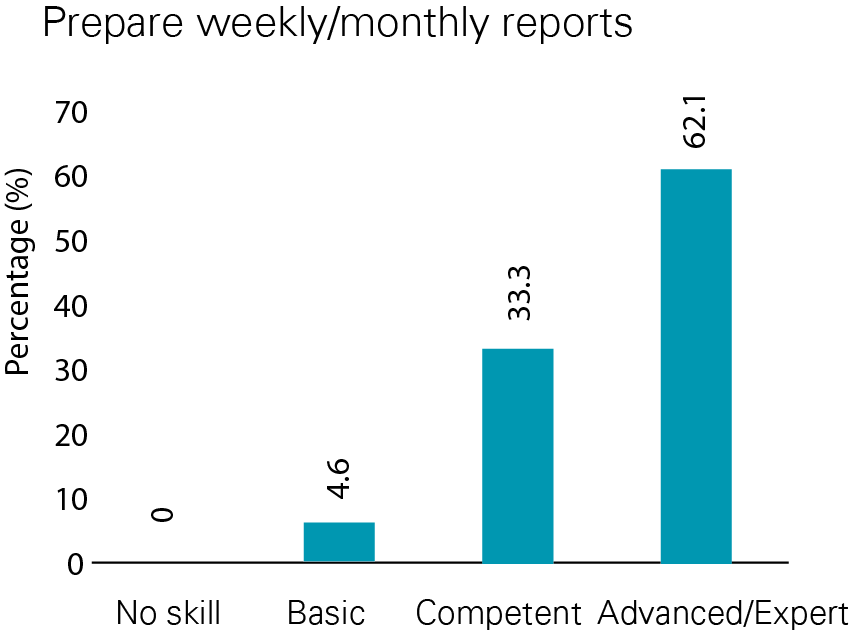 Prepare weekly/monthly reports
Percentage (%)
70
60
50
40
30
20
10
0
0
4.6
33.3
62.1
No skill
Basic
Competent
Advanced/Expert